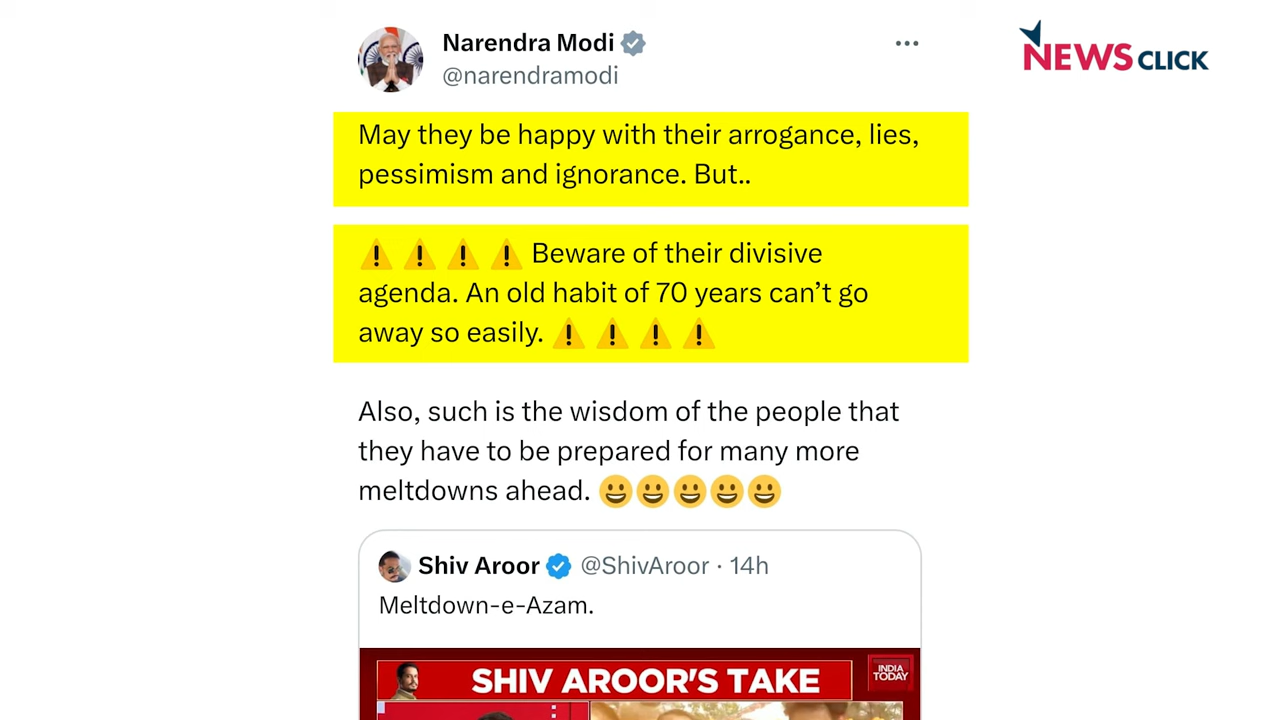 Narendra Modi
@narendramodi
NEWSCLICK
May they be happy with their arrogance, lies,
pessimism and ignorance. But..
⚠️ ⚠️ ⚠️ ⚠️ Beware of their divisive
agenda. An old habit of 70 years can’t go
away so easily. ⚠️ ⚠️ ⚠️ ⚠️
Also, such is the wisdom of the people that
they have to be prepared for many more
meltdowns ahead. 😀😀😀😀😀
Shiv Aroor @ShivAroor · 14h
Meltdown-e-Azam.
SHIV AROOR'S TAKE
INDIA
TODAY